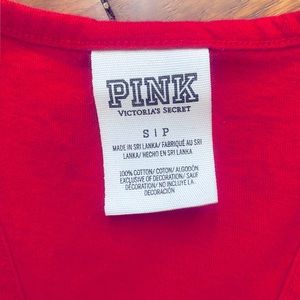 PINK
VICTORIA'S SECRET
S | P
MADE IN SRI LANKA/ FABRIQUÉ AU SRI
LANKA/ HECHO EN SRI LANKA
100% COTTON/ COTON/ ALGODÓN
EXCLUSIVE OF DECORATION/ SAUF
DÉCORATION/ NO INCLUYE LA
DECORACIÓN